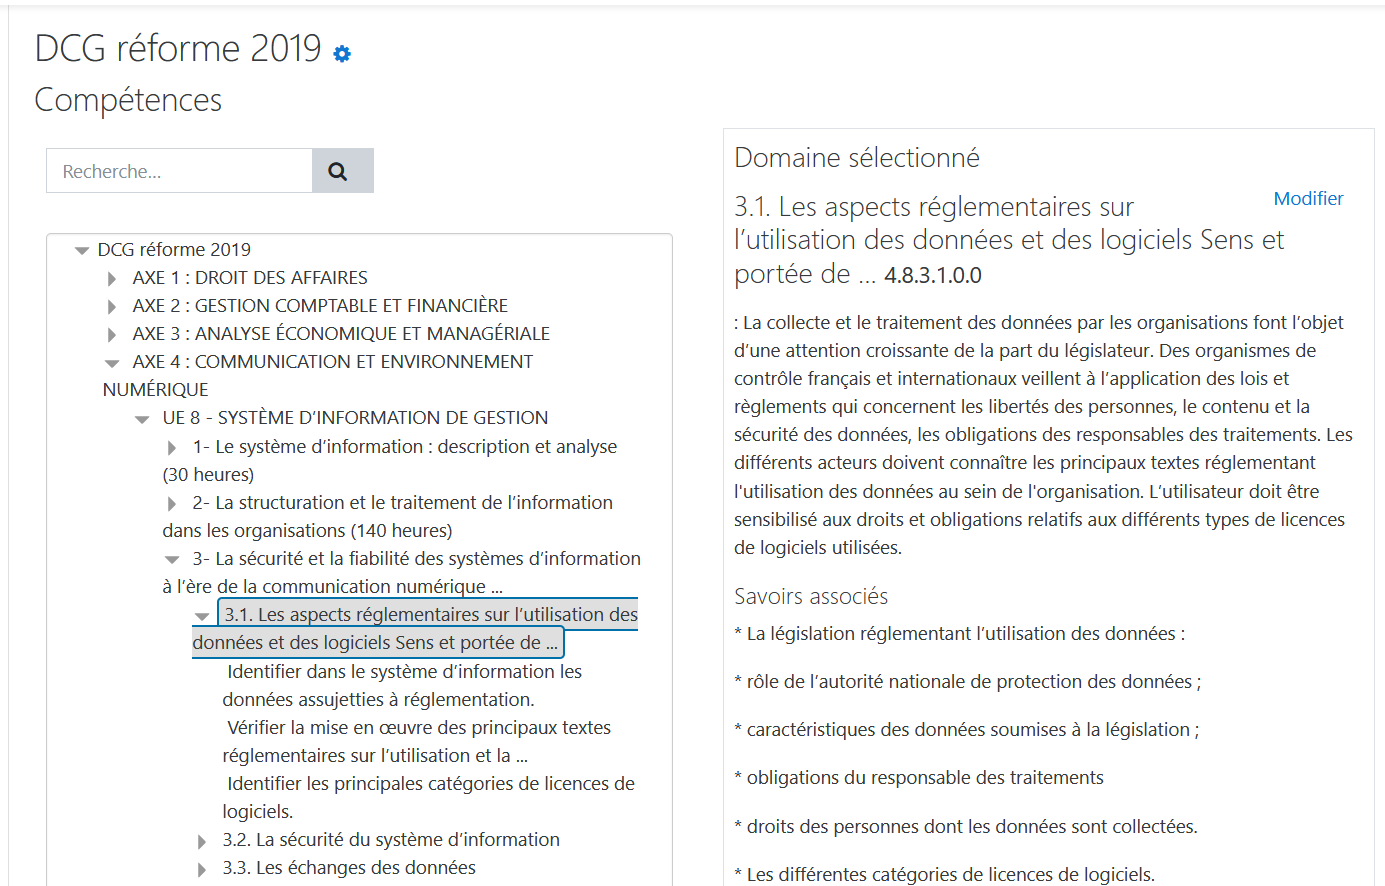 DCG réforme 2019
Compétences
Recherche...
DCG réforme 2019
AXE 1 : DROIT DES AFFAIRES
AXE 2 : GESTION COMPTABLE ET FINANCIÈRE
AXE 3 : ANALYSE ÉCONOMIQUE ET MANAGÉRIALE
AXE 4 : COMMUNICATION ET ENVIRONNEMENT
NUMÉRIQUE
UE 8 - SYSTÈME D’INFORMATION DE GESTION
1- Le système d’information : description et analyse
(30 heures)
2- La structuration et le traitement de l’information
dans les organisations (140 heures)
3- La sécurité et la fiabilité des systèmes d’information
à l’ère de la communication numérique ...
3.1. Les aspects réglementaires sur l’utilisation des
données et des logiciels Sens et portée de ...
Identifier dans le système d’information les
données assujetties à réglementation.
Vérifier la mise en œuvre des principaux textes
réglementaires sur l’utilisation et la ...
Identifier les principales catégories de licences de
logiciels.
3.2. La sécurité du système d’information
3.3. Les échanges des données
Domaine sélectionné
Modifier
3.1. Les aspects réglementaires sur
l’utilisation des données et des logiciels Sens et
portée de ... 4.8.3.1.0.0
: La collecte et le traitement des données par les organisations font l’objet
d’une attention croissante de la part du législateur. Des organismes de
contrôle français et internationaux veillent à l’application des lois et
règlements qui concernent les libertés des personnes, le contenu et la
sécurité des données, les obligations des responsables des traitements. Les
différents acteurs doivent connaître les principaux textes réglementant
l'utilisation des données au sein de l'organisation. L’utilisateur doit être
sensibilisé aux droits et obligations relatifs aux différents types de licences
de logiciels utilisées.
Savoirs associés
* La législation réglementant l’utilisation des données :
* rôle de l’autorité nationale de protection des données ;
* caractéristiques des données soumises à la législation ;
* obligations du responsable des traitements
* droits des personnes dont les données sont collectées.
* Les différentes catégories de licences de logiciels.